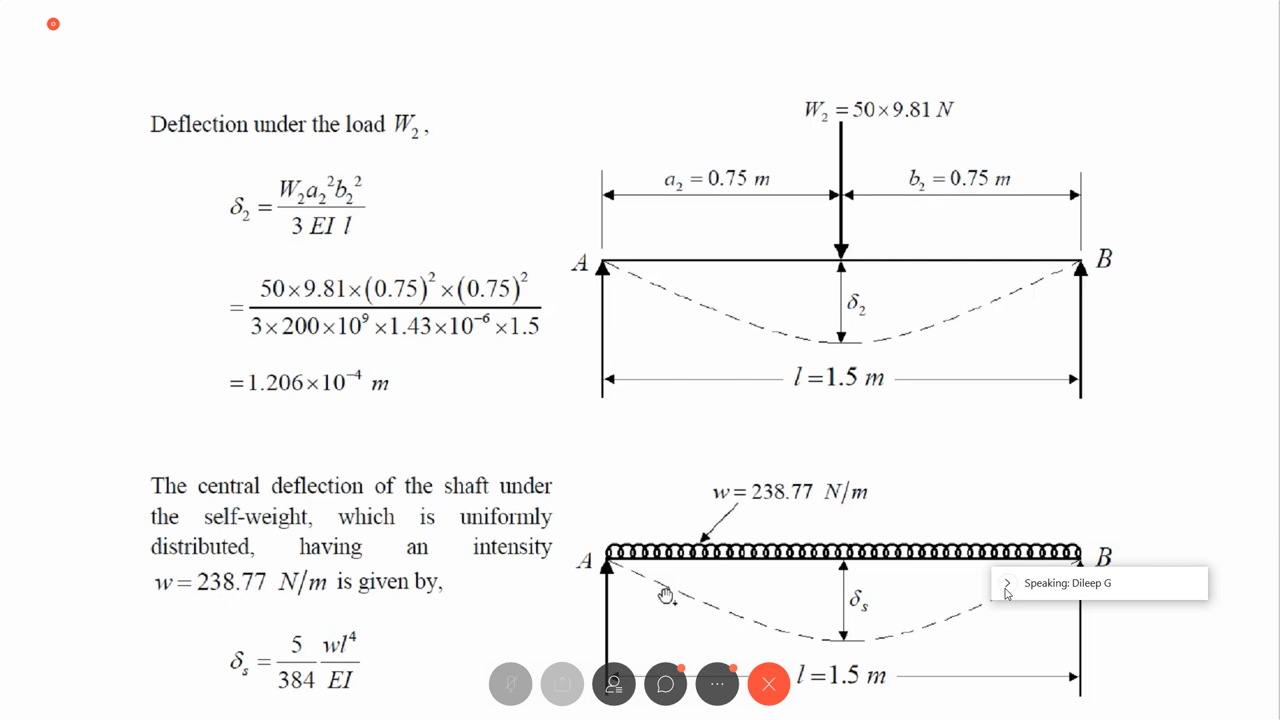 Deflection under the load W₂,
δ₂ = W₂a₂²b₂² / 3 EI l
= 50×9.81×(0.75)²×(0.75)² / 3×200×10⁹×1.43×10⁻⁶×1.5
=1.206×10⁻⁴ m
W₂ = 50×9.81 N
a₂ = 0.75 m
b₂ = 0.75 m
A
B
δ₂
l =1.5 m
The central deflection of the shaft under
the self-weight, which is uniformly
distributed, having an intensity
w = 238.77 N/m is given by,
δₛ = 5/384 wl⁴/EI
w = 238.77 N/m
A
B
Speaking: Dileep G
δₛ
l =1.5 m